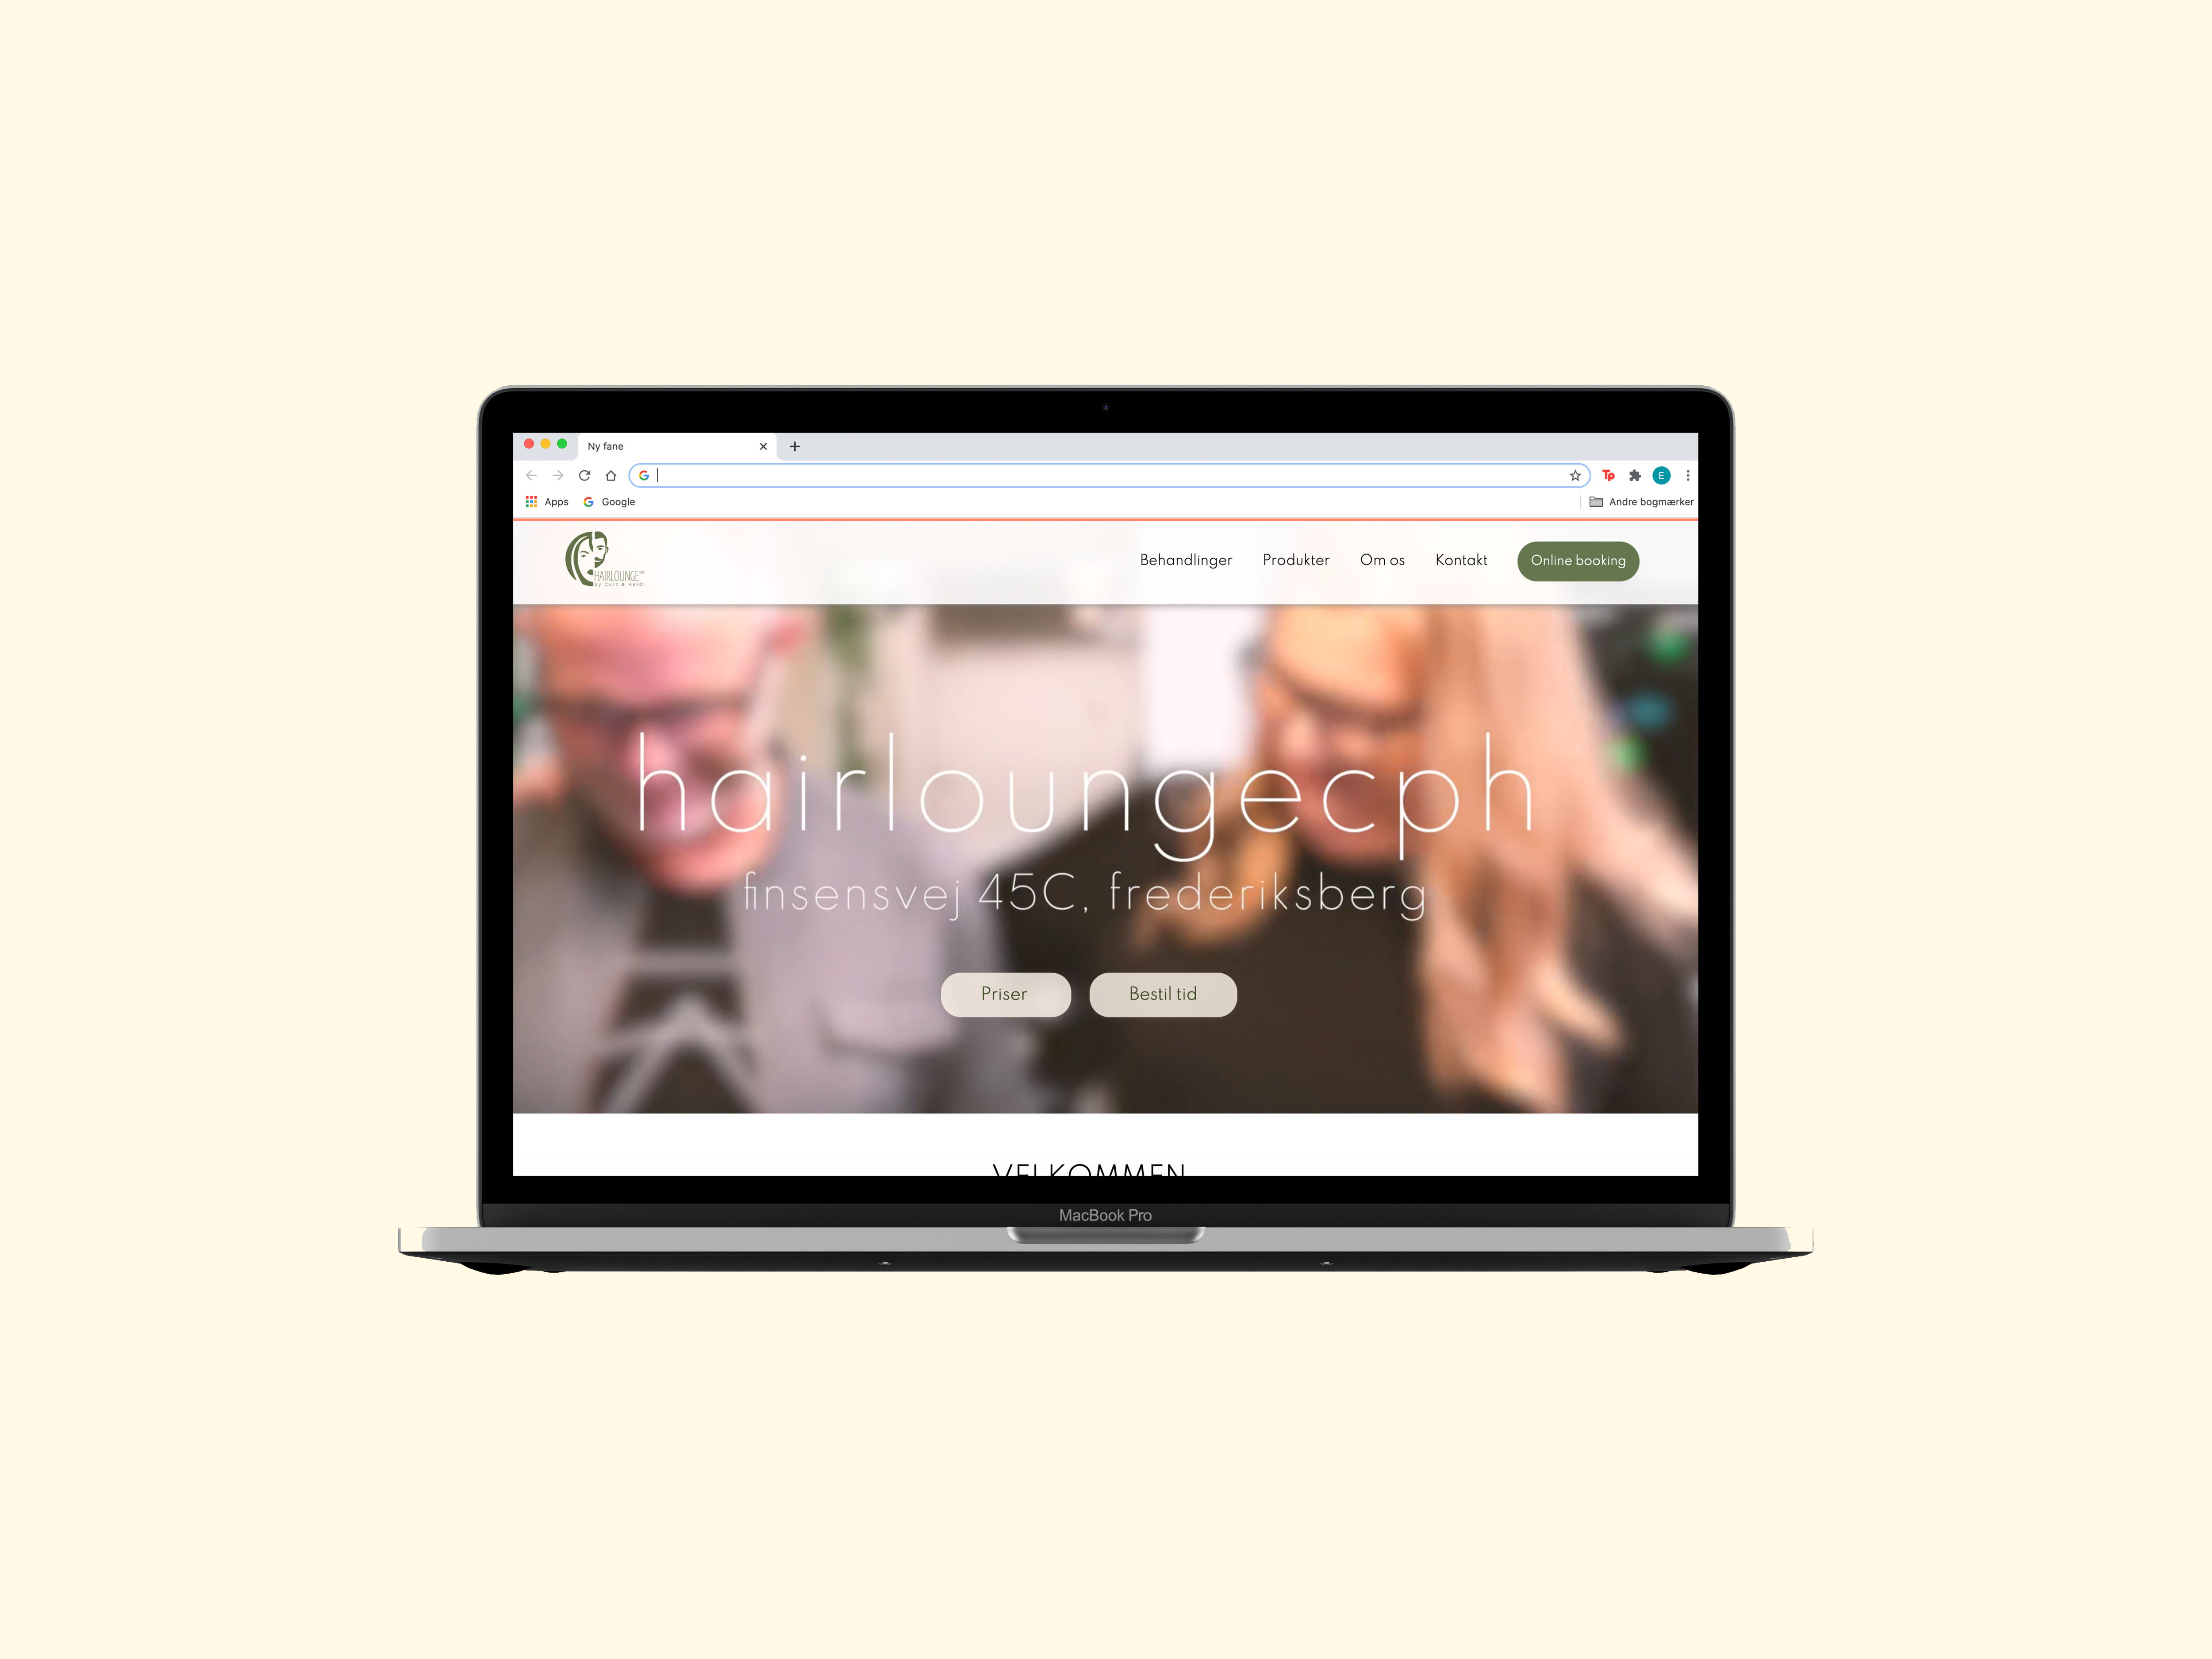 Ny fane
Apps Google Andre bogmærker
HAIRLOUNGE
by Curt & Heidi
Behandlinger Produkter Om os Kontakt Online booking
hairloungecph
finsensvej 45C, frederiksberg
Priser Bestil tid
VELKOMMEN
MacBook Pro